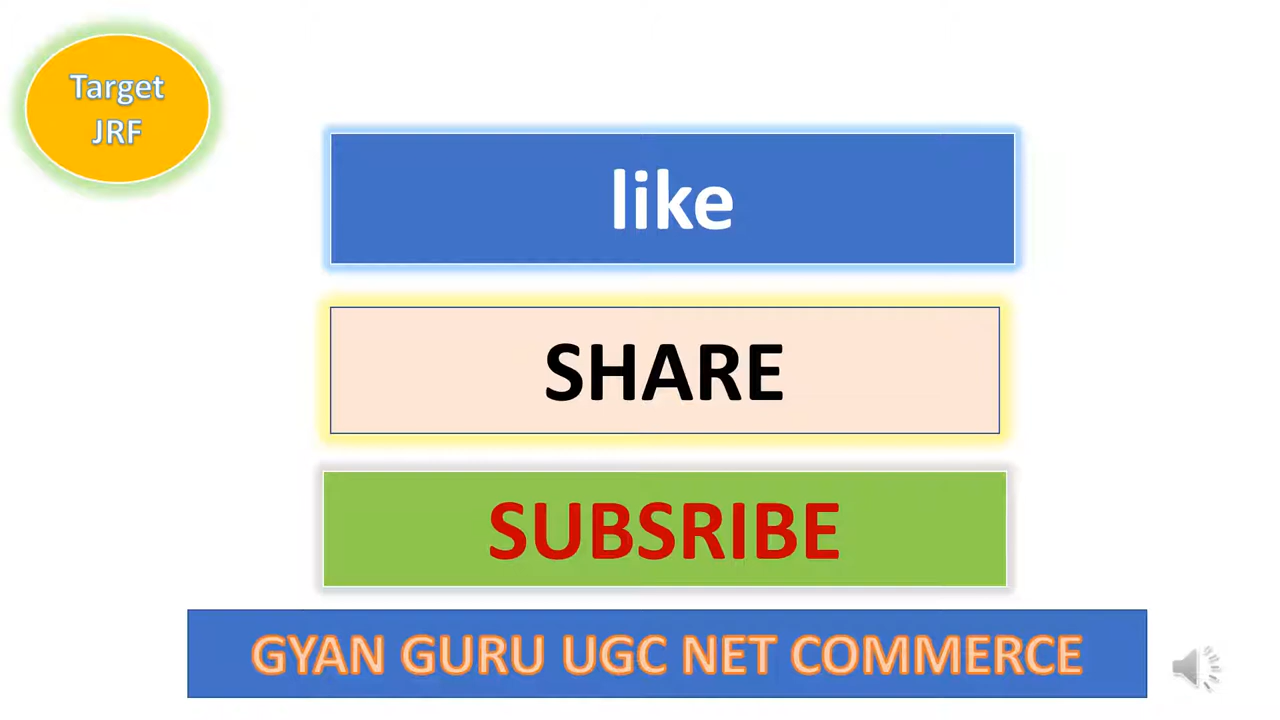 Target
JRF
like
SHARE
SUBSRIBE
GYAN GURU UGC NET COMMERCE